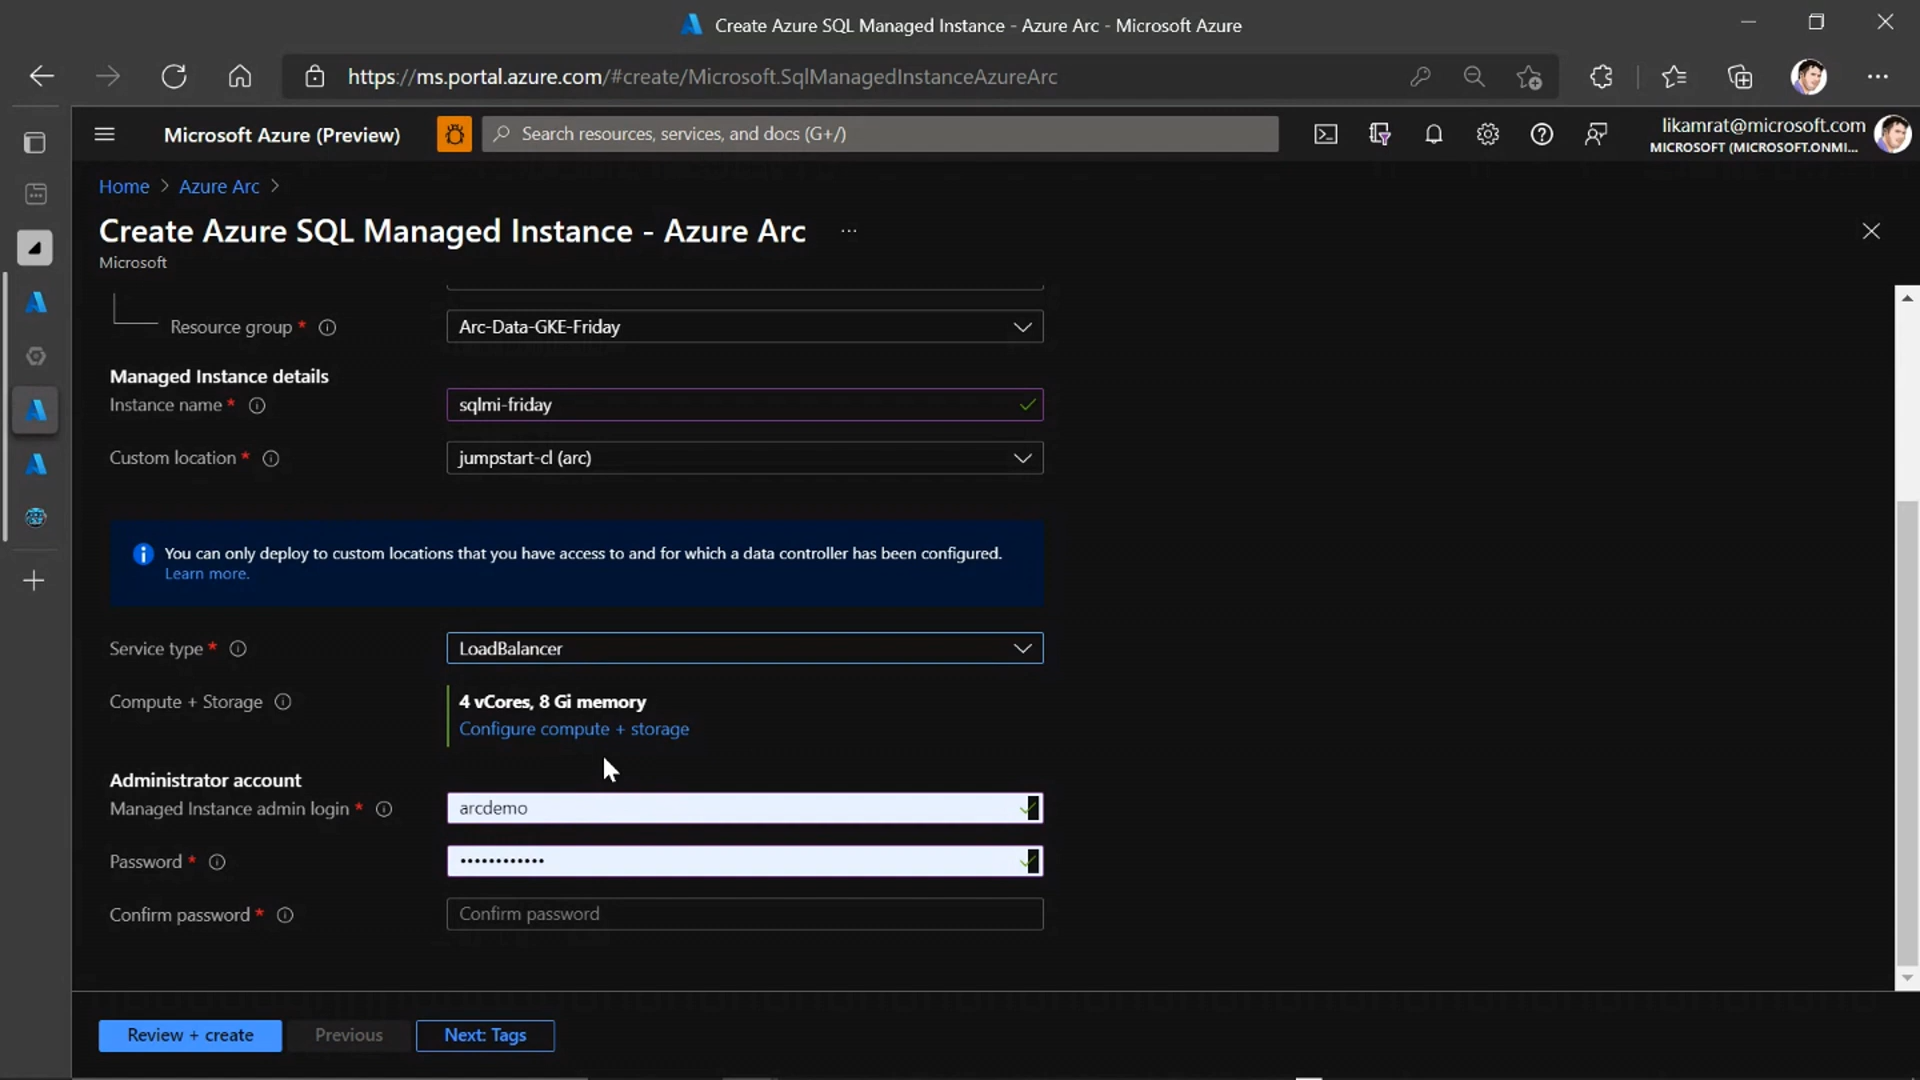 Create Azure SQL Managed Instance - Azure Arc - Microsoft Azure
https://ms.portal.azure.com/#create/Microsoft.SqlManagedInstanceAzureArc
Microsoft Azure (Preview)
Search resources, services, and docs (G+/)
likamrat@microsoft.com
MICROSOFT (MICROSOFT.ONMI...
Home > Azure Arc >
Create Azure SQL Managed Instance - Azure Arc ...
Microsoft
Resource group *
Arc-Data-GKE-Friday
Managed Instance details
Instance name *
sqlmi-friday
Custom location *
jumpstart-cl (arc)
You can only deploy to custom locations that you have access to and for which a data controller has been configured.
Learn more.
Service type *
LoadBalancer
Compute + Storage
4 vCores, 8 Gi memory
Configure compute + storage
Administrator account
Managed Instance admin login *
arcdemo
Password *
••••••••••••
Confirm password *
Confirm password
Review + create
Previous
Next: Tags